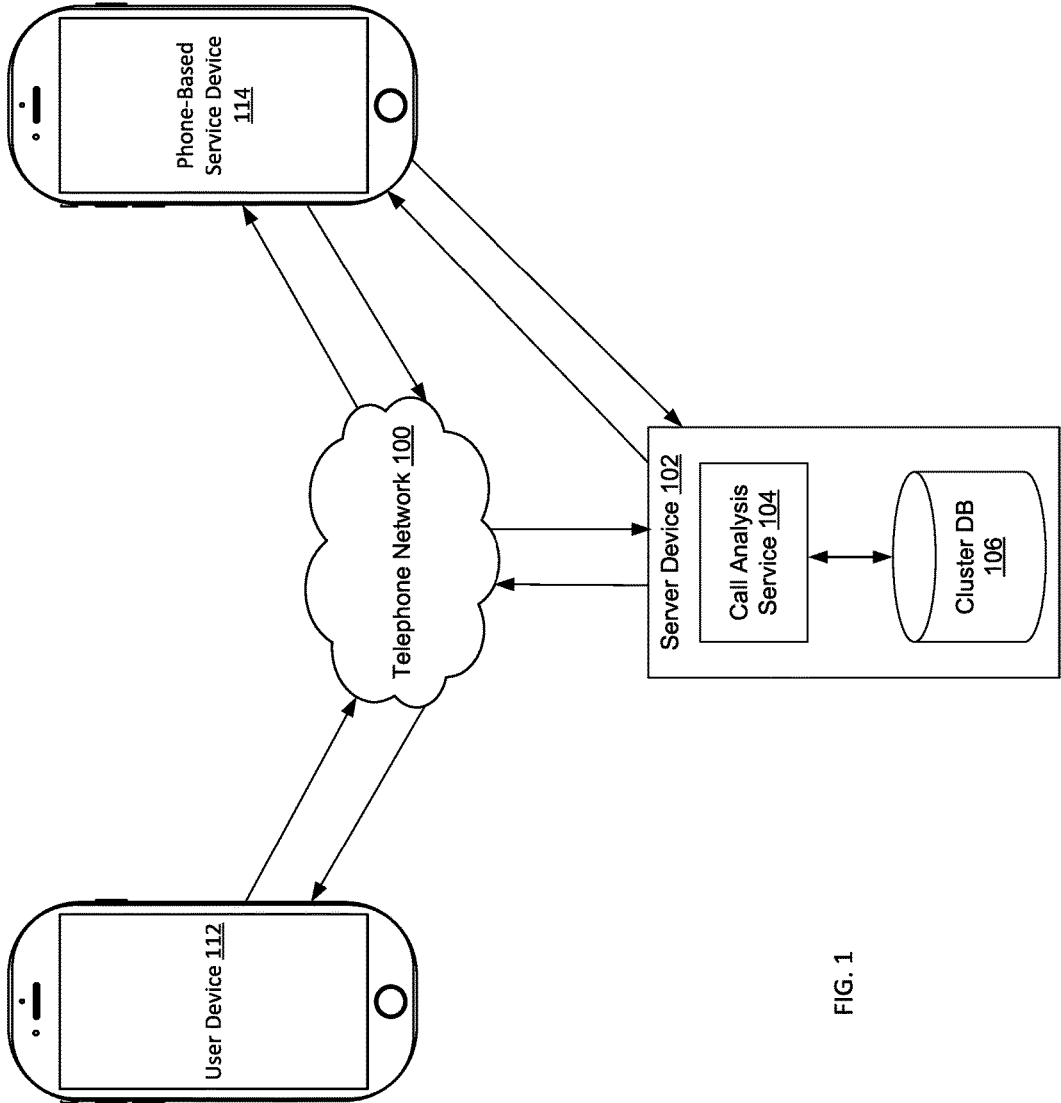 User Device 112
Telephone Network 100
Phone-Based
Service Device
114
Server Device 102
Call Analysis
Service 104
Cluster DB
106
FIG. 1